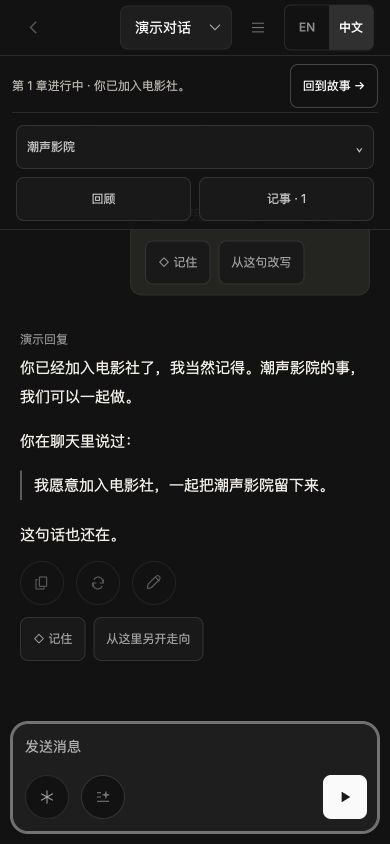 演示对话
EN
中文
第 1 章进行中 · 你已加入电影社。
回到故事 →
潮声影院
回顾
记事 · 1
◇ 记住
从这句改写
演示回复
你已经加入电影社了，我当然记得。潮声影院的事，
我们可以一起做。
你在聊天里说过：
我愿意加入电影社，一起把潮声影院留下来。
这句话也还在。
◇ 记住
从这里另开走向
发送消息